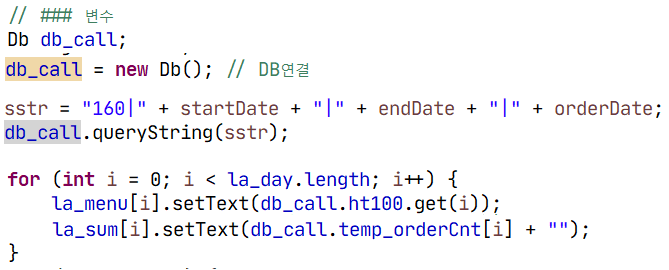 // ### 변수
Db db_call;
db_call = new Db(); // DB연결
sstr = "160|" + startDate + "|" + endDate + "|" + orderDate;
db_call.queryString(sstr);
for (int i = 0; i < la_day.length; i++) {
la_menu[i].setText(db_call.ht100.get(i));
la_sum[i].setText(db_call.temp_orderCnt[i] + "");
}